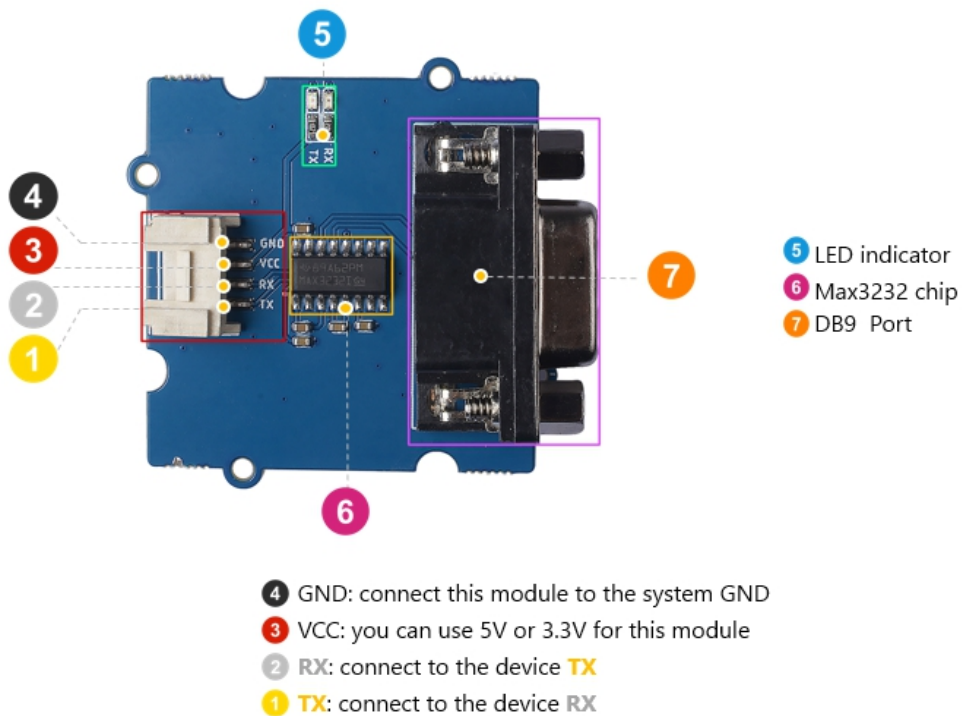 5
4
3
2
1
TX
RX
GND
VCC
RX
TX
69A62PM
MAX3232I
7
6
5 LED indicator
6 Max3232 chip
7 DB9 Port
4 GND: connect this module to the system GND
3 VCC: you can use 5V or 3.3V for this module
2 RX: connect to the device TX
1 TX: connect to the device RX